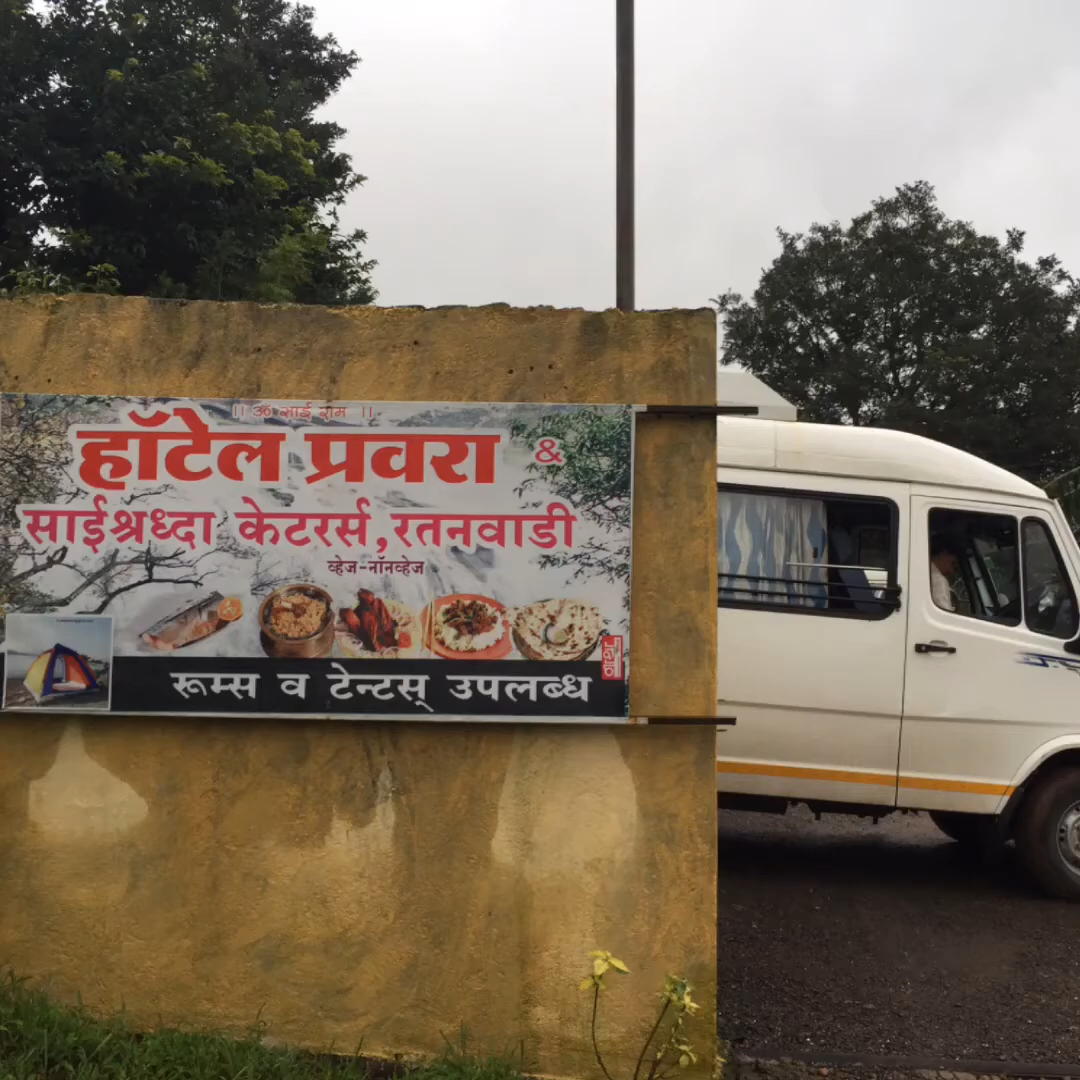 ।। ॐ साई राम ।।
हॉटेल प्रवरा &
साईश्रध्दा केटरर्स,रतनवाडी
व्हेज-नॉनव्हेज
रूम्स व टेन्टस् उपलब्ध